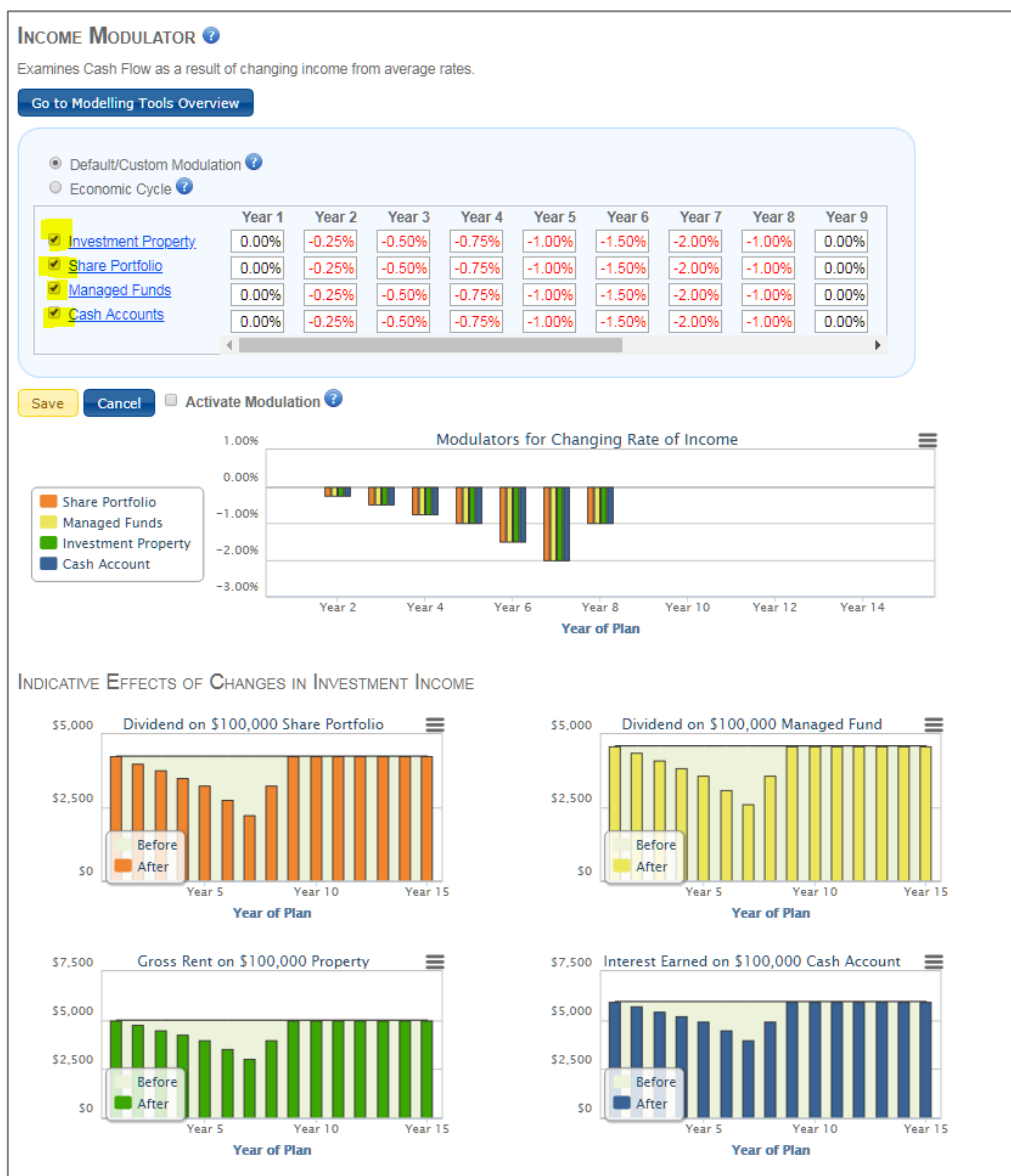 INCOME MODULATOR ?
Examines Cash Flow as a result of changing income from average rates.
Go to Modelling Tools Overview
Default/Custom Modulation ?
Economic Cycle ?
Year 1 Year 2 Year 3 Year 4 Year 5 Year 6 Year 7 Year 8 Year 9
Investment Property 0.00% -0.25% -0.50% -0.75% -1.00% -1.50% -2.00% -1.00% 0.00%
Share Portfolio 0.00% -0.25% -0.50% -0.75% -1.00% -1.50% -2.00% -1.00% 0.00%
Managed Funds 0.00% -0.25% -0.50% -0.75% -1.00% -1.50% -2.00% -1.00% 0.00%
Cash Accounts 0.00% -0.25% -0.50% -0.75% -1.00% -1.50% -2.00% -1.00% 0.00%
Save Cancel Activate Modulation ?
Modulators for Changing Rate of Income
1.00%
0.00%
-1.00%
-2.00%
-3.00%
Share Portfolio
Managed Funds
Investment Property
Cash Account
Year 2 Year 4 Year 6 Year 8 Year 10 Year 12 Year 14
Year of Plan
INDICATIVE EFFECTS OF CHANGES IN INVESTMENT INCOME
Dividend on $100,000 Share Portfolio
$5,000
$2,500
$0
Before
After
Year 5 Year 10 Year 15
Year of Plan
Dividend on $100,000 Managed Fund
$5,000
$2,500
$0
Before
After
Year 5 Year 10 Year 15
Year of Plan
Gross Rent on $100,000 Property
$7,500
$5,000
$2,500
$0
Before
After
Year 5 Year 10 Year 15
Year of Plan
Interest Earned on $100,000 Cash Account
$7,500
$5,000
$2,500
$0
Before
After
Year 5 Year 10 Year 15
Year of Plan